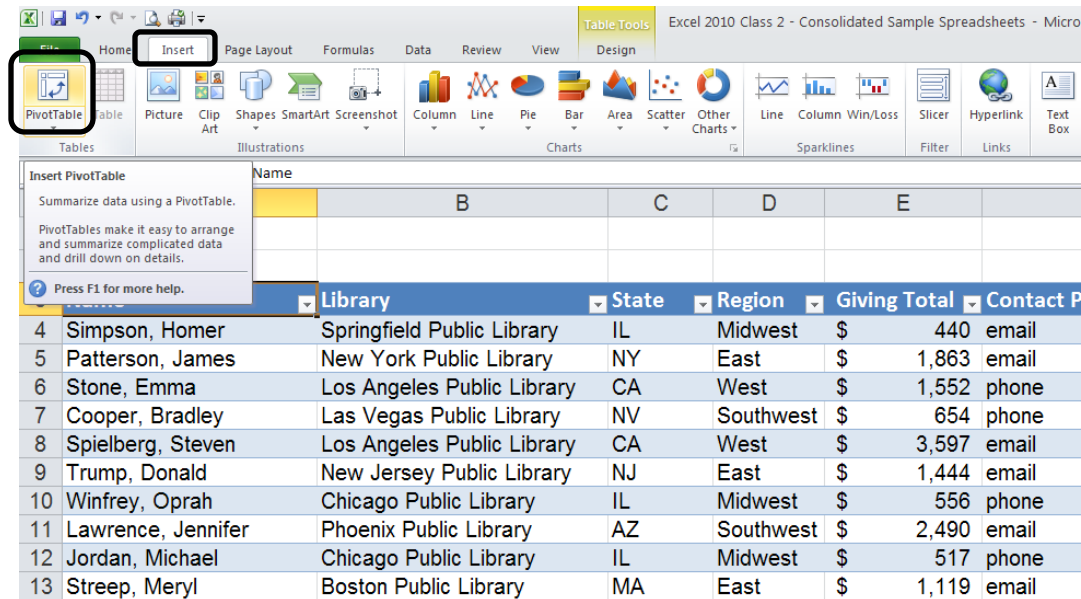 Table Tools
Excel 2010 Class 2 - Consolidated Sample Spreadsheets - Micro
File Home Insert Page Layout Formulas Data Review View Design
PivotTable Table Picture Clip Art Shapes SmartArt Screenshot Column Line Pie Bar Area Scatter Other Charts Line Column Win/Loss Slicer Hyperlink Text Box
Tables Illustrations Charts Sparklines Filter Links
Insert PivotTable
Name
Summarize data using a PivotTable.
PivotTables make it easy to arrange
and summarize complicated data
and drill down on details.
Press F1 for more help.
B C D E
Name Library State Region Giving Total Contact P
4 Simpson, Homer Springfield Public Library IL Midwest $ 440 email
5 Patterson, James New York Public Library NY East $ 1,863 email
6 Stone, Emma Los Angeles Public Library CA West $ 1,552 phone
7 Cooper, Bradley Las Vegas Public Library NV Southwest $ 654 phone
8 Spielberg, Steven Los Angeles Public Library CA West $ 3,597 email
9 Trump, Donald New Jersey Public Library NJ East $ 1,444 email
10 Winfrey, Oprah Chicago Public Library IL Midwest $ 556 phone
11 Lawrence, Jennifer Phoenix Public Library AZ Southwest $ 2,490 email
12 Jordan, Michael Chicago Public Library IL Midwest $ 517 phone
13 Streep, Meryl Boston Public Library MA East $ 1,119 email